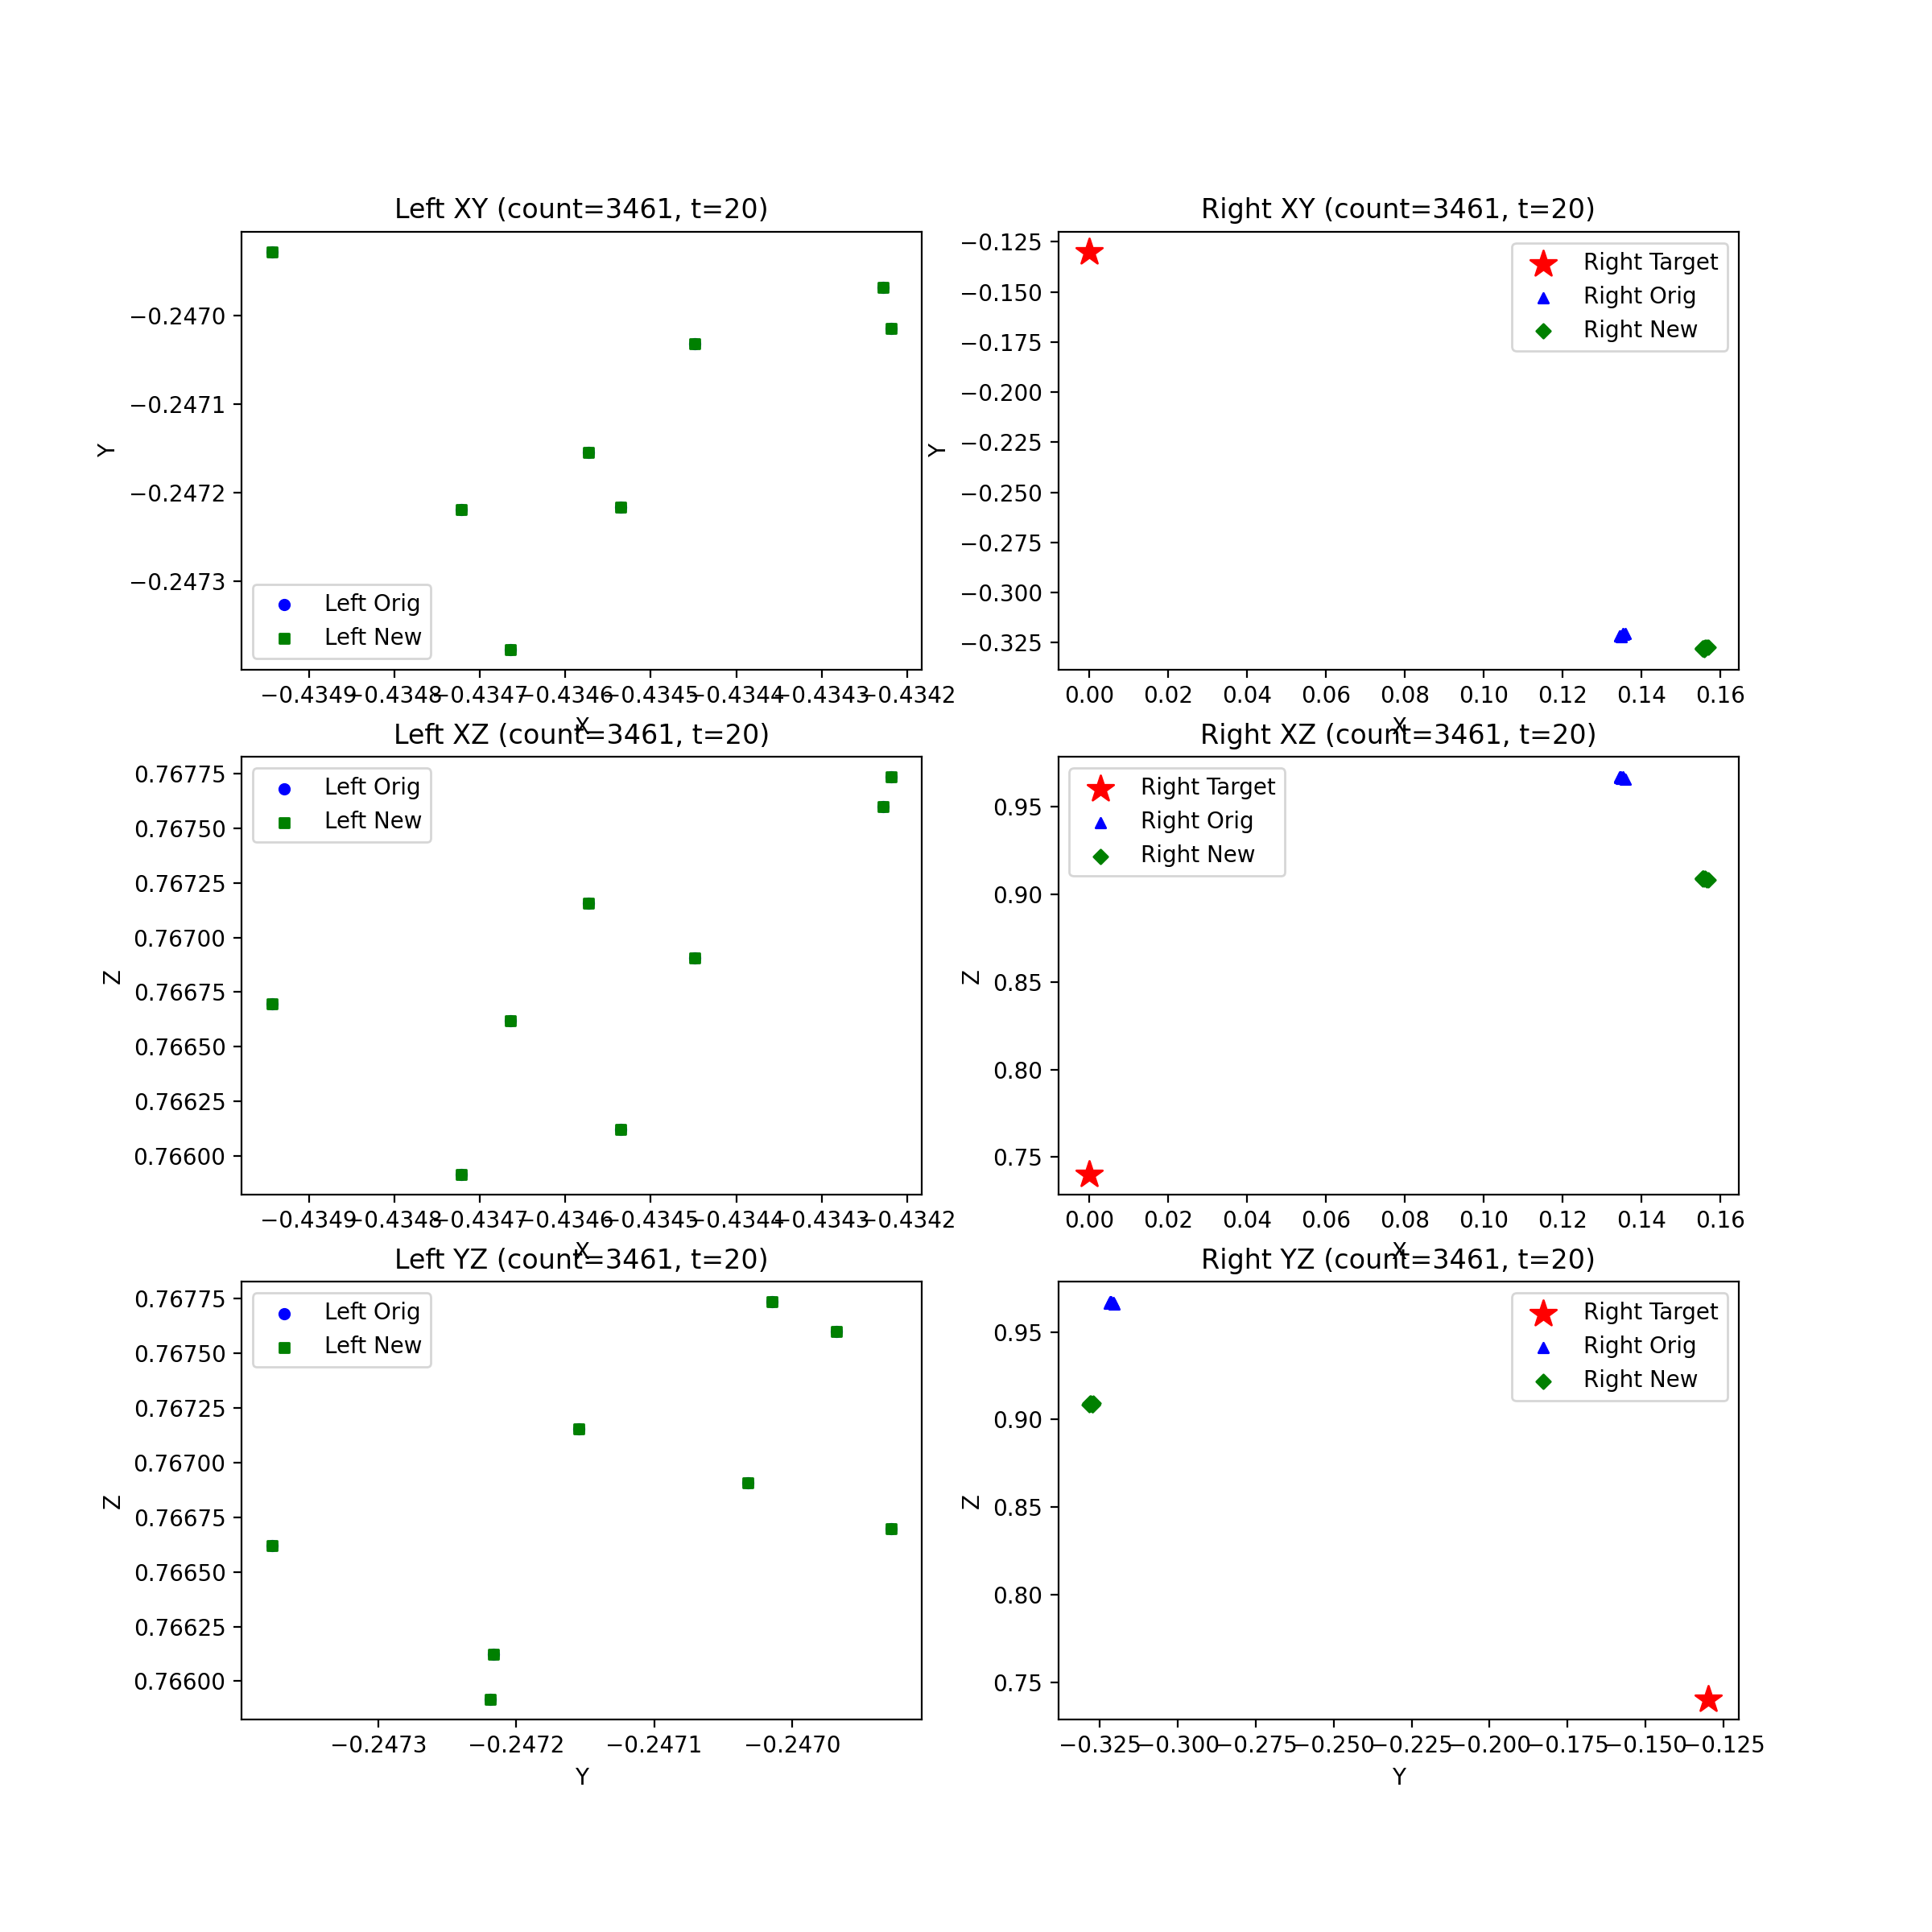 Left XY (count=3461, t=20)
−0.2470
−0.2471
−0.2472
−0.2473
Y
Left Orig
Left New
−0.4349 −0.4348 −0.4347 −0.4346 −0.4345 −0.4344 −0.4343 −0.4342
X
Right XY (count=3461, t=20)
−0.125
−0.150
−0.175
−0.200
−0.225
−0.250
−0.275
−0.300
−0.325
Y
Right Target
Right Orig
Right New
0.00 0.02 0.04 0.06 0.08 0.10 0.12 0.14 0.16
X
Left XZ (count=3461, t=20)
0.76775
0.76750
0.76725
0.76700
0.76675
0.76650
0.76625
0.76600
Z
Left Orig
Left New
−0.4349 −0.4348 −0.4347 −0.4346 −0.4345 −0.4344 −0.4343 −0.4342
X
Right XZ (count=3461, t=20)
0.95
0.90
0.85
0.80
0.75
Z
Right Target
Right Orig
Right New
0.00 0.02 0.04 0.06 0.08 0.10 0.12 0.14 0.16
X
Left YZ (count=3461, t=20)
0.76775
0.76750
0.76725
0.76700
0.76675
0.76650
0.76625
0.76600
Z
Left Orig
Left New
−0.2473 −0.2472 −0.2471 −0.2470
Y
Right YZ (count=3461, t=20)
0.95
0.90
0.85
0.80
0.75
Z
Right Target
Right Orig
Right New
−0.325 −0.300 −0.275 −0.250 −0.225 −0.200 −0.175 −0.150 −0.125
Y